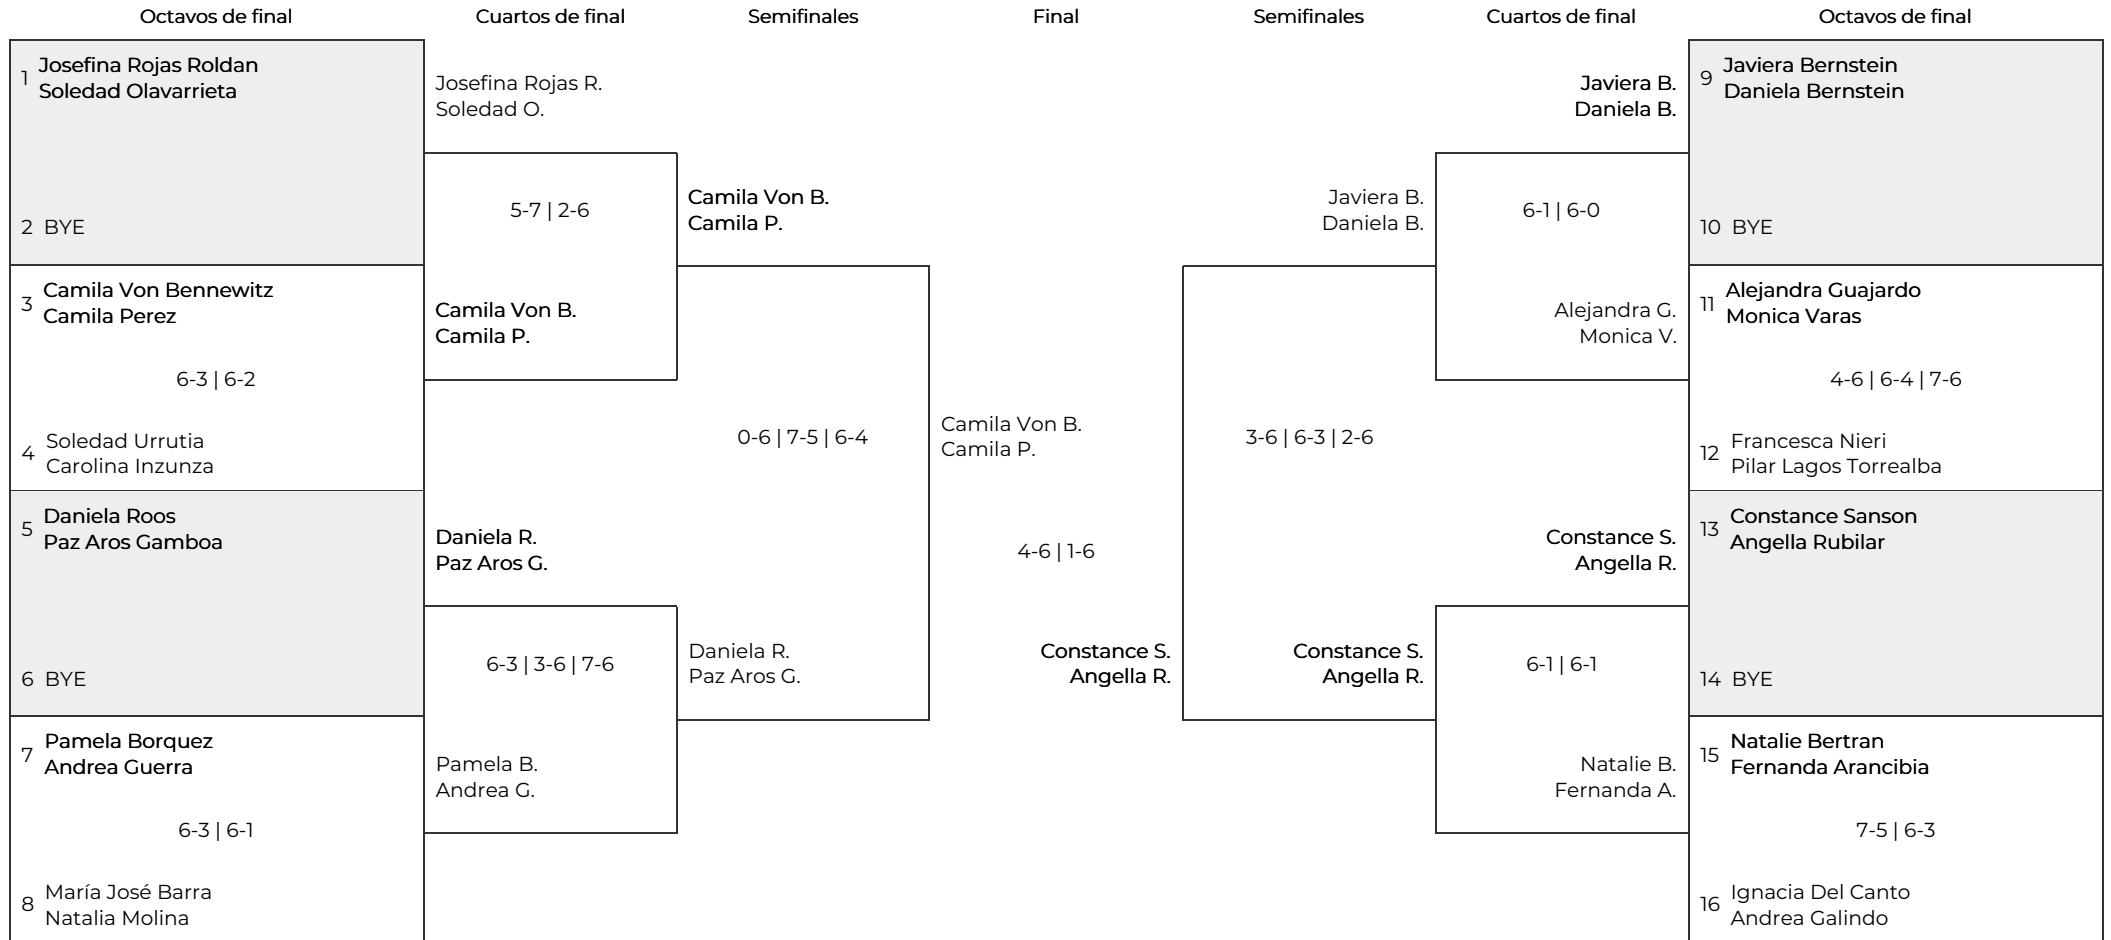 Octavos de final
Cuartos de final
Semifinales
Final
Semifinales
Cuartos de final
Octavos de final
1
Josefina Rojas Roldan
Soledad Olavarrieta
2 BYE
3
Camila Von Bennewitz
Camila Perez
6-3 | 6-2
4
Soledad Urrutia
Carolina Inzunza
5
Daniela Roos
Paz Aros Gamboa
6 BYE
7
Pamela Borquez
Andrea Guerra
6-3 | 6-1
8
María José Barra
Natalia Molina
Josefina Rojas R.
Soledad O.
5-7 | 2-6
Camila Von B.
Camila P.
Daniela R.
Paz Aros G.
6-3 | 3-6 | 7-6
Pamela B.
Andrea G.
Camila Von B.
Camila P.
0-6 | 7-5 | 6-4
Daniela R.
Paz Aros G.
Camila Von B.
Camila P.
4-6 | 1-6
Constance S.
Angella R.
Javiera B.
Daniela B.
3-6 | 6-3 | 2-6
Constance S.
Angella R.
Javiera B.
Daniela B.
6-1 | 6-0
Alejandra G.
Monica V.
Constance S.
Angella R.
6-1 | 6-1
Natalie B.
Fernanda A.
9
Javiera Bernstein
Daniela Bernstein
10 BYE
11
Alejandra Guajardo
Monica Varas
4-6 | 6-4 | 7-6
12
Francesca Nieri
Pilar Lagos Torrealba
13
Constance Sanson
Angella Rubilar
14 BYE
15
Natalie Bertran
Fernanda Arancibia
7-5 | 6-3
16
Ignacia Del Canto
Andrea Galindo